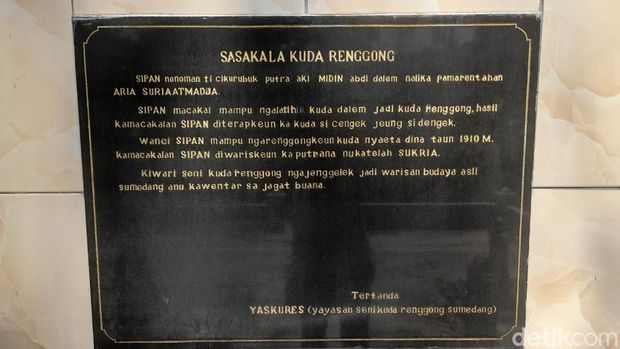 SASAKALA KUDA RENGGONG
SIPAN nonoman ti cikurubuk putra aki MIDIN abdi dalem nalika pamarentahan
ARIA SURIAATMADJA.
SIPAN macakal mampu ngalatih kuda dalem jadi kuda renggong, hasil
kamacakalan SIPAN diterapkeun ka kuda si cengek jeung si dengek.
Wanci SIPAN mampu ngarenggongkeun kuda nyaeta dina taun 1910 M.
kamacakalan SIPAN diwariskeun ka putrana nu katelah SUKRIA.
Kiwari seni kuda renggong ngajenggelek jadi warisan budaya asli
sumedang anu kawentar sa jagat buana.
Tertanda
YASKURES (yayasan seni kuda renggong sumedang)
detikcom